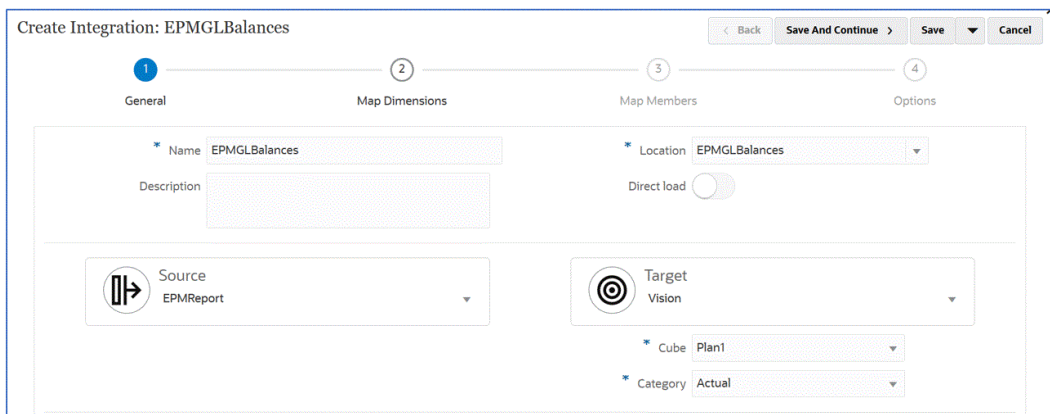 Create Integration: EPMGLBalances
< Back Save And Continue > Save Cancel
1 2 3 4
General Map Dimensions Map Members Options
* Name EPMGLBalances * Location EPMGLBalances
Description Direct load
Source Target
EPMReport Vision
* Cube Plan1
* Category Actual